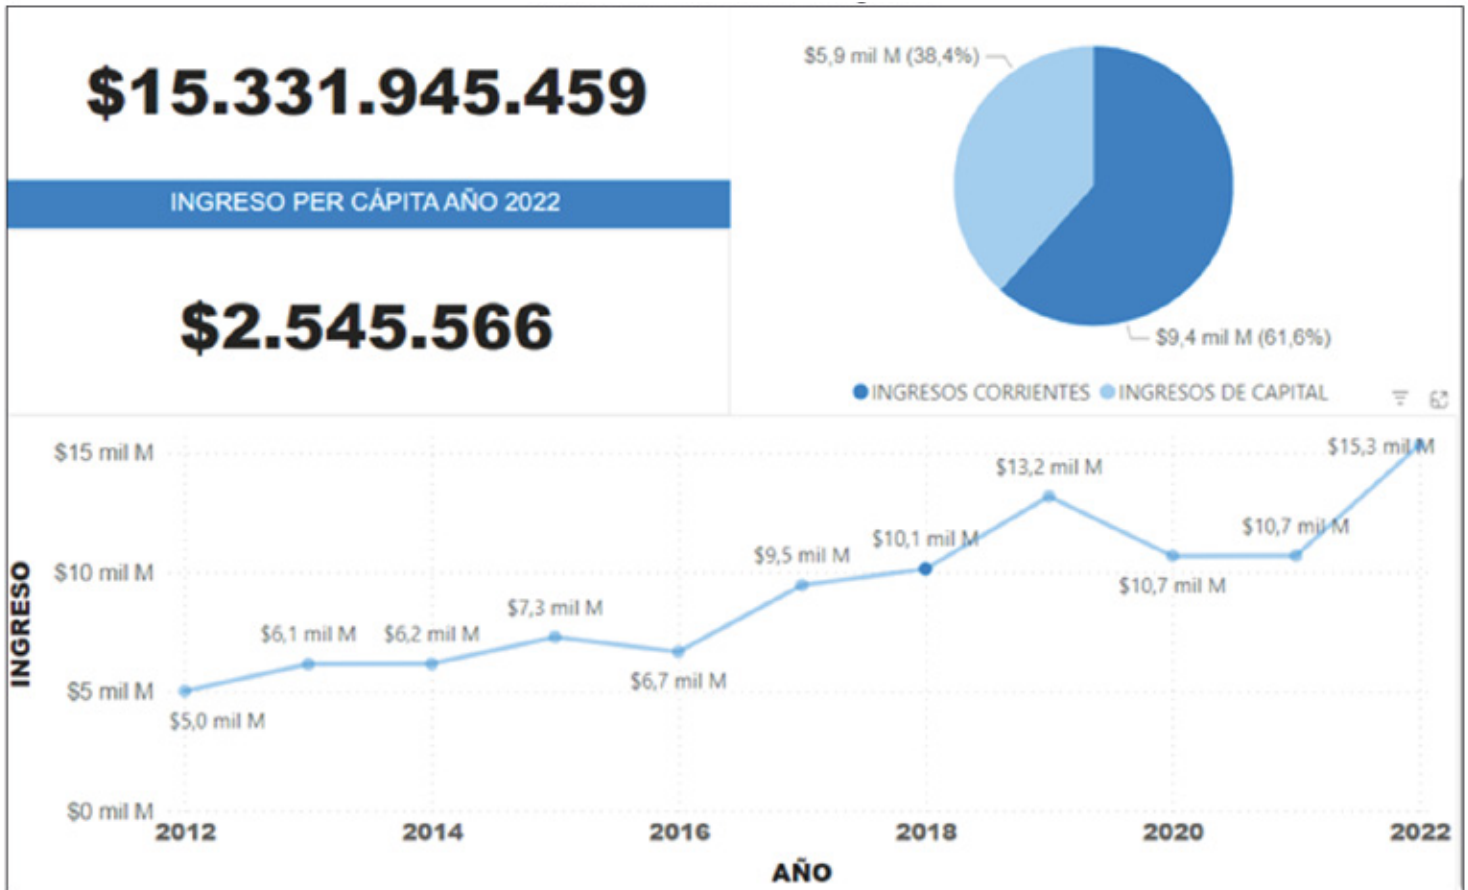 $15.331.945.459
INGRESO PER CÁPITA AÑO 2022
$2.545.566
$5,9 mil M (38,4%)
$9,4 mil M (61,6%)
INGRESOS CORRIENTES
INGRESOS DE CAPITAL
INGRESO
$15 mil M
$10 mil M
$5 mil M
$0 mil M
$5,0 mil M
$6,1 mil M
$6,2 mil M
$7,3 mil M
$6,7 mil M
$9,5 mil M
$10,1 mil M
$13,2 mil M
$10,7 mil M
$10,7 mil M
$15,3 mil M
2012
2014
2016
2018
2020
2022
AÑO